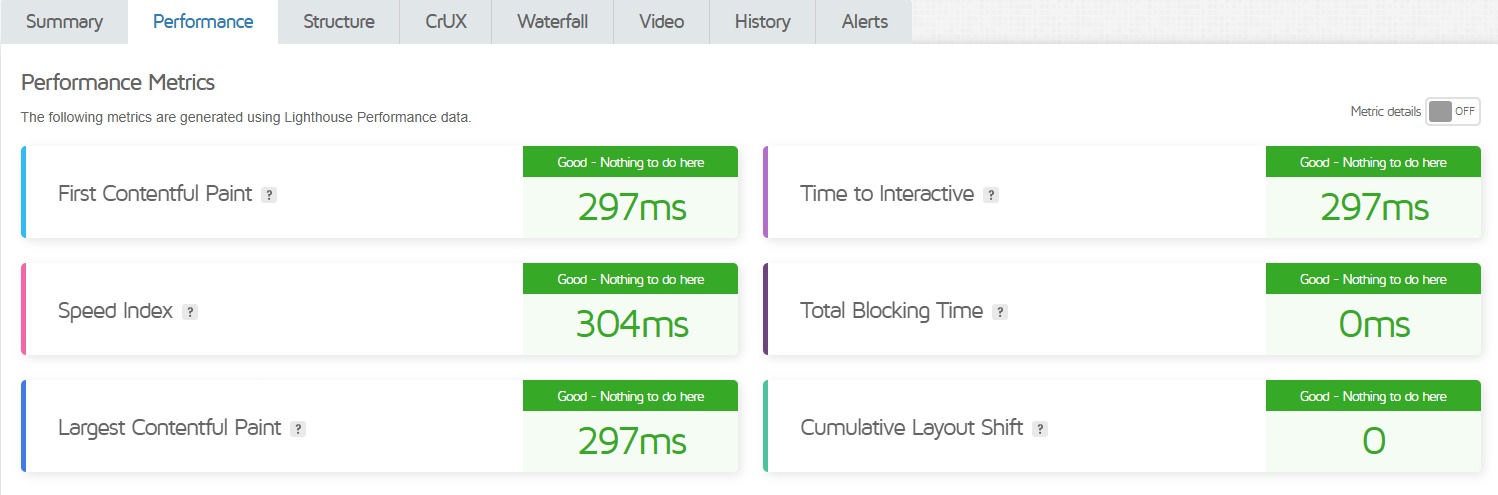 Summary Performance Structure CrUX Waterfall Video History Alerts
Performance Metrics
The following metrics are generated using Lighthouse Performance data.
Metric details OFF
Good - Nothing to do here
First Contentful Paint ?
297ms
Good - Nothing to do here
Time to Interactive ?
297ms
Good - Nothing to do here
Speed Index ?
304ms
Good - Nothing to do here
Total Blocking Time ?
0ms
Good - Nothing to do here
Largest Contentful Paint ?
297ms
Good - Nothing to do here
Cumulative Layout Shift ?
0